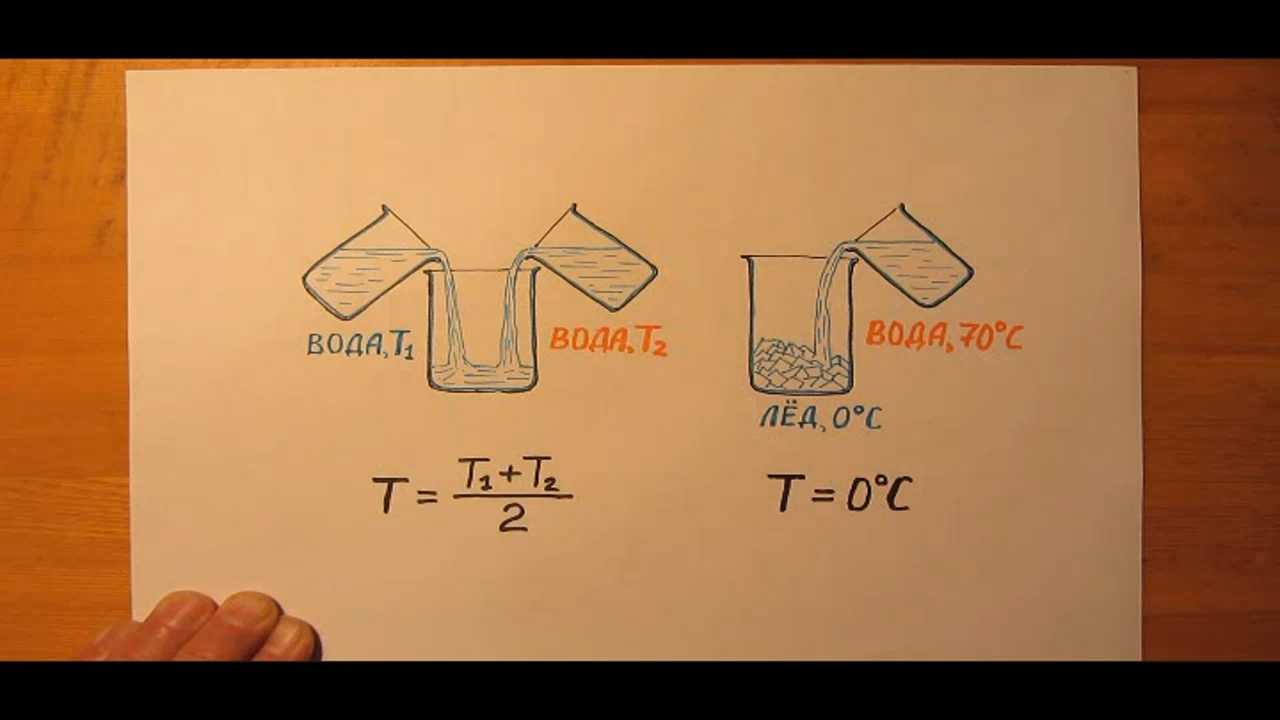 ВОДА, T₁
ВОДА, T₂
T = (T₁ + T₂) / 2
ВОДА, 70°C
ЛЁД, 0°C
T = 0°C